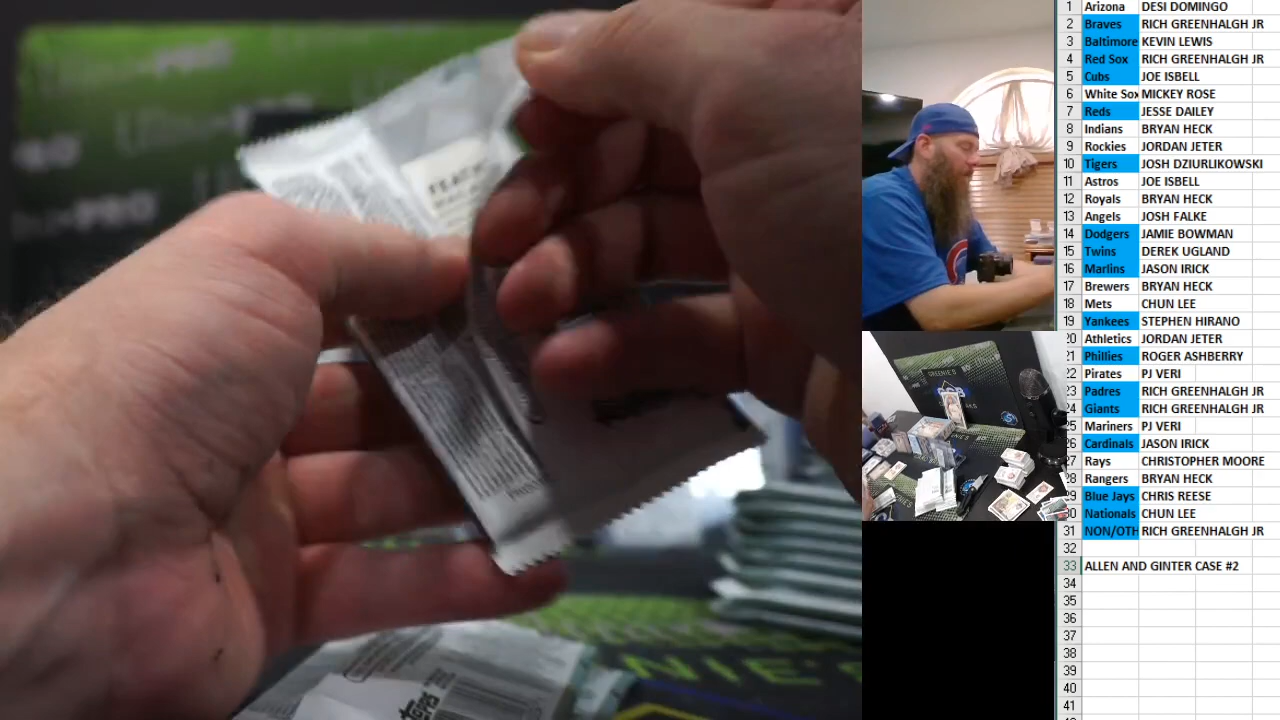 1 Arizona DESI DOMINGO
2 Braves RICH GREENHALGH JR
3 Baltimore KEVIN LEWIS
4 Red Sox RICH GREENHALGH JR
5 Cubs JOE ISBELL
6 White Sox MICKEY ROSE
7 Reds JESSE DAILEY
8 Indians BRYAN HECK
9 Rockies JORDAN JETER
10 Tigers JOSH DZIURLIKOWSKI
11 Astros JOE ISBELL
12 Royals BRYAN HECK
13 Angels JOSH FALKE
14 Dodgers JAMIE BOWMAN
15 Twins DEREK UGLAND
16 Marlins JASON IRICK
17 Brewers BRYAN HECK
18 Mets CHUN LEE
19 Yankees STEPHEN HIRANO
20 Athletics JORDAN JETER
21 Phillies ROGER ASHBERRY
22 Pirates PJ VERI
23 Padres RICH GREENHALGH JR
24 Giants RICH GREENHALGH JR
25 Mariners PJ VERI
26 Cardinals JASON IRICK
27 Rays CHRISTOPHER MOORE
28 Rangers BRYAN HECK
29 Blue Jays CHRIS REESE
30 Nationals CHUN LEE
31 NON/OTH RICH GREENHALGH JR
32
33 ALLEN AND GINTER CASE #2
34
35
36
37
38
39
40
41
PRO
topps
NIE'S